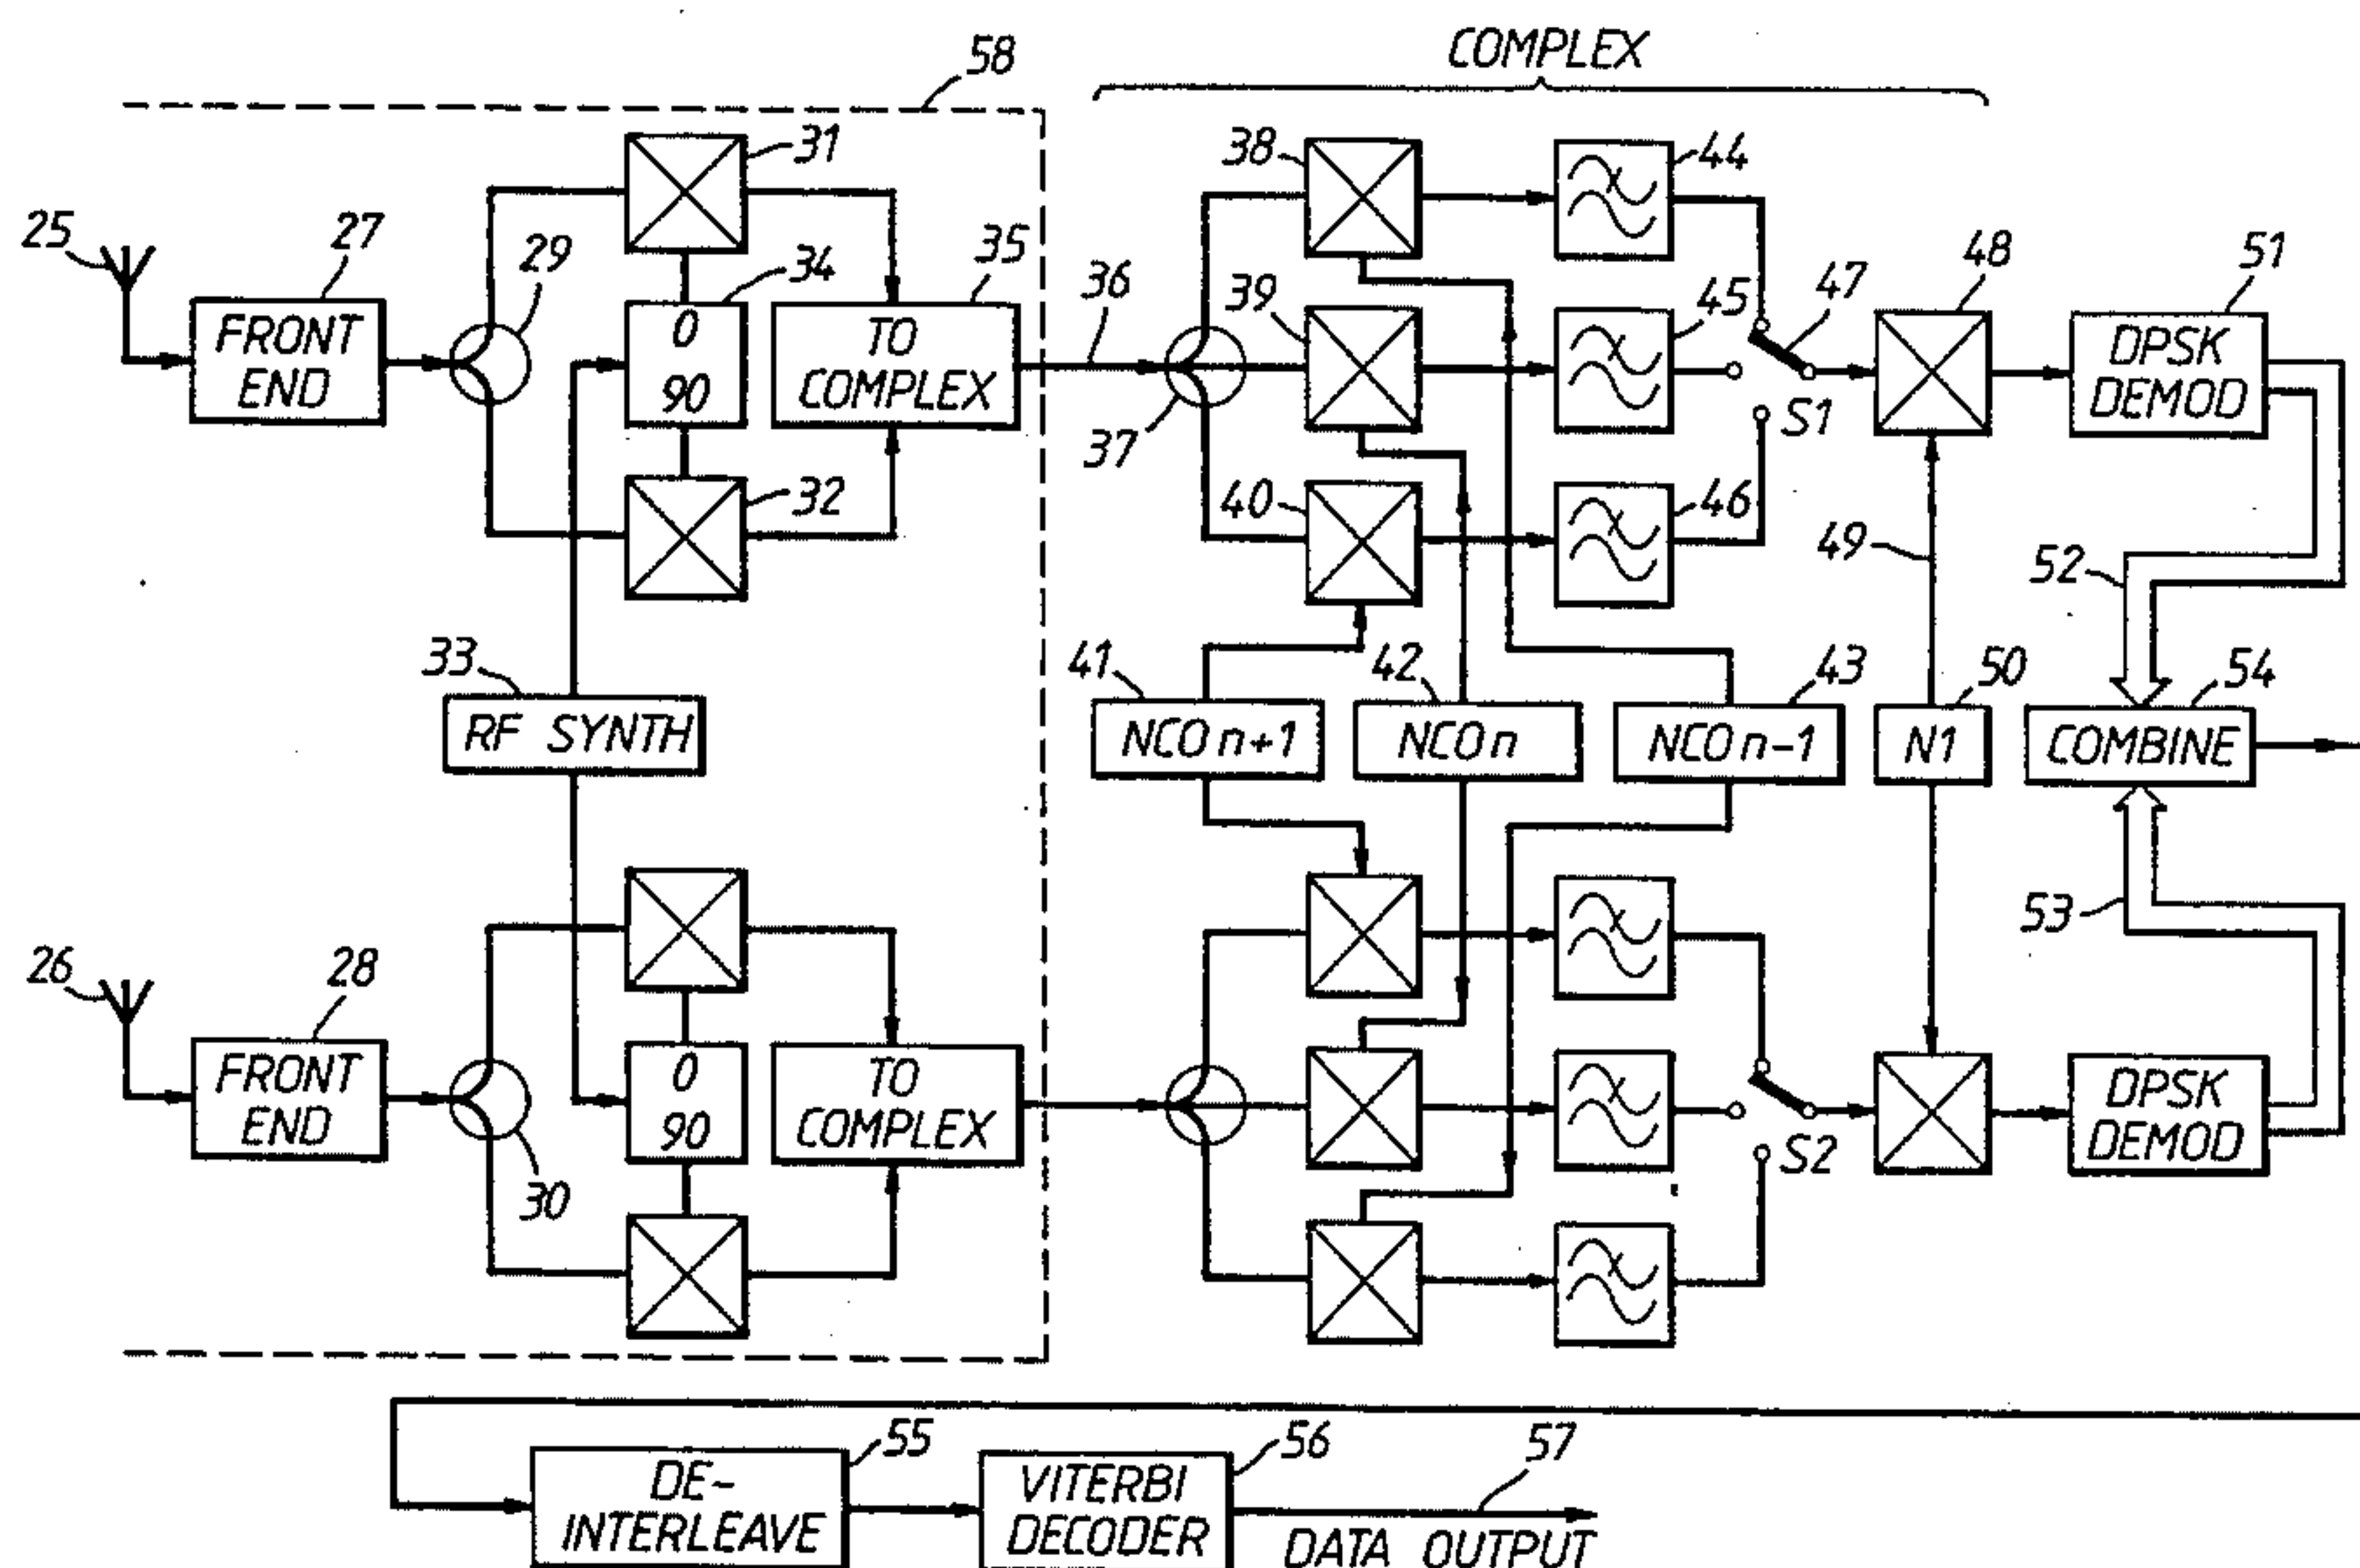 COMPLEX
58
31
38
44
25
27
29
34
35
36
39
45
47
48
51
FRONT
END
0
90
TO
COMPLEX
DPSK
DEMOD
37
S1
32
40
46
49
52
33
41
42
43
50
54
RF SYNTH
NCO n+1
NCO n
NCO n-1
N1
COMBINE
53
26
28
FRONT
END
0
90
TO
COMPLEX
S2
DPSK
DEMOD
30
55
56
57
DE-
INTERLEAVE
VITERBI
DECODER
DATA OUTPUT